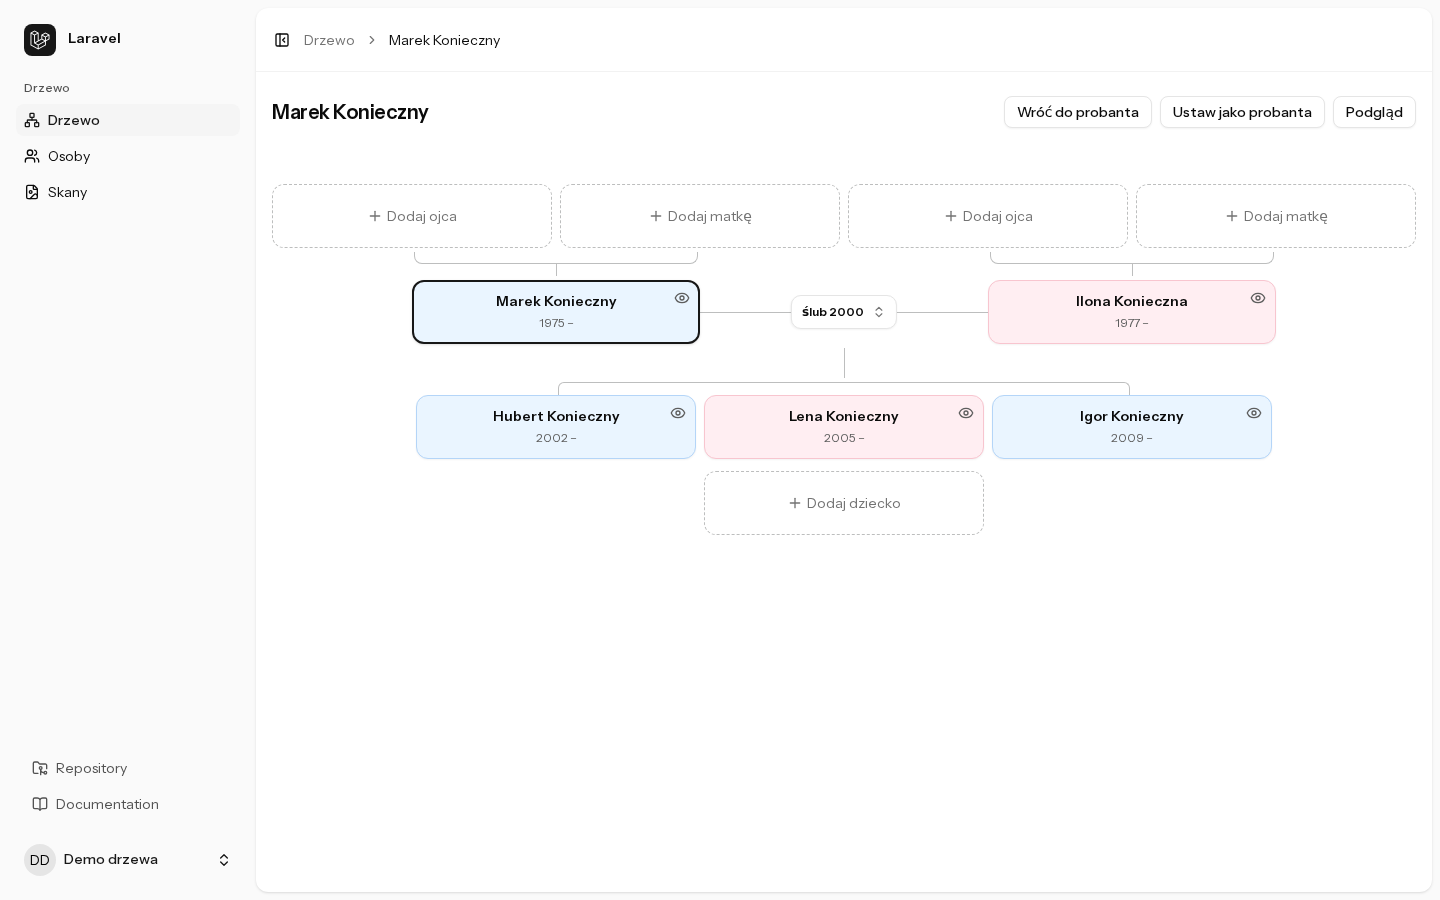 Laravel
Drzewo
Drzewo
Osoby
Skany
Repository
Documentation
DD Demo drzewa
Drzewo > Marek Konieczny
Marek Konieczny
Wróć do probanta Ustaw jako probanta Podgląd
+ Dodaj ojca + Dodaj matkę + Dodaj ojca + Dodaj matkę
Marek Konieczny
1975 –
ślub 2000
Ilona Konieczna
1977 –
Hubert Konieczny
2002 –
Lena Konieczny
2005 –
Igor Konieczny
2009 –
+ Dodaj dziecko